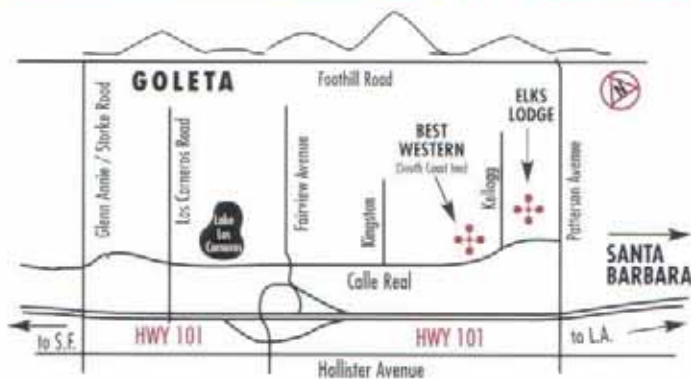 GOLETA
Foothill Road
ELKS
LODGE
BEST
WESTERN
(South Coast Inn)
Glenn Annie / Storke Road
Los Carneros Road
Lake
Los
Carneros
Fairview Avenue
Kingston
Kellogg
Patterson Avenue
N
SANTA
BARBARA
Calle Real
to S.F.
HWY 101
HWY 101
to L.A.
Hollister Avenue